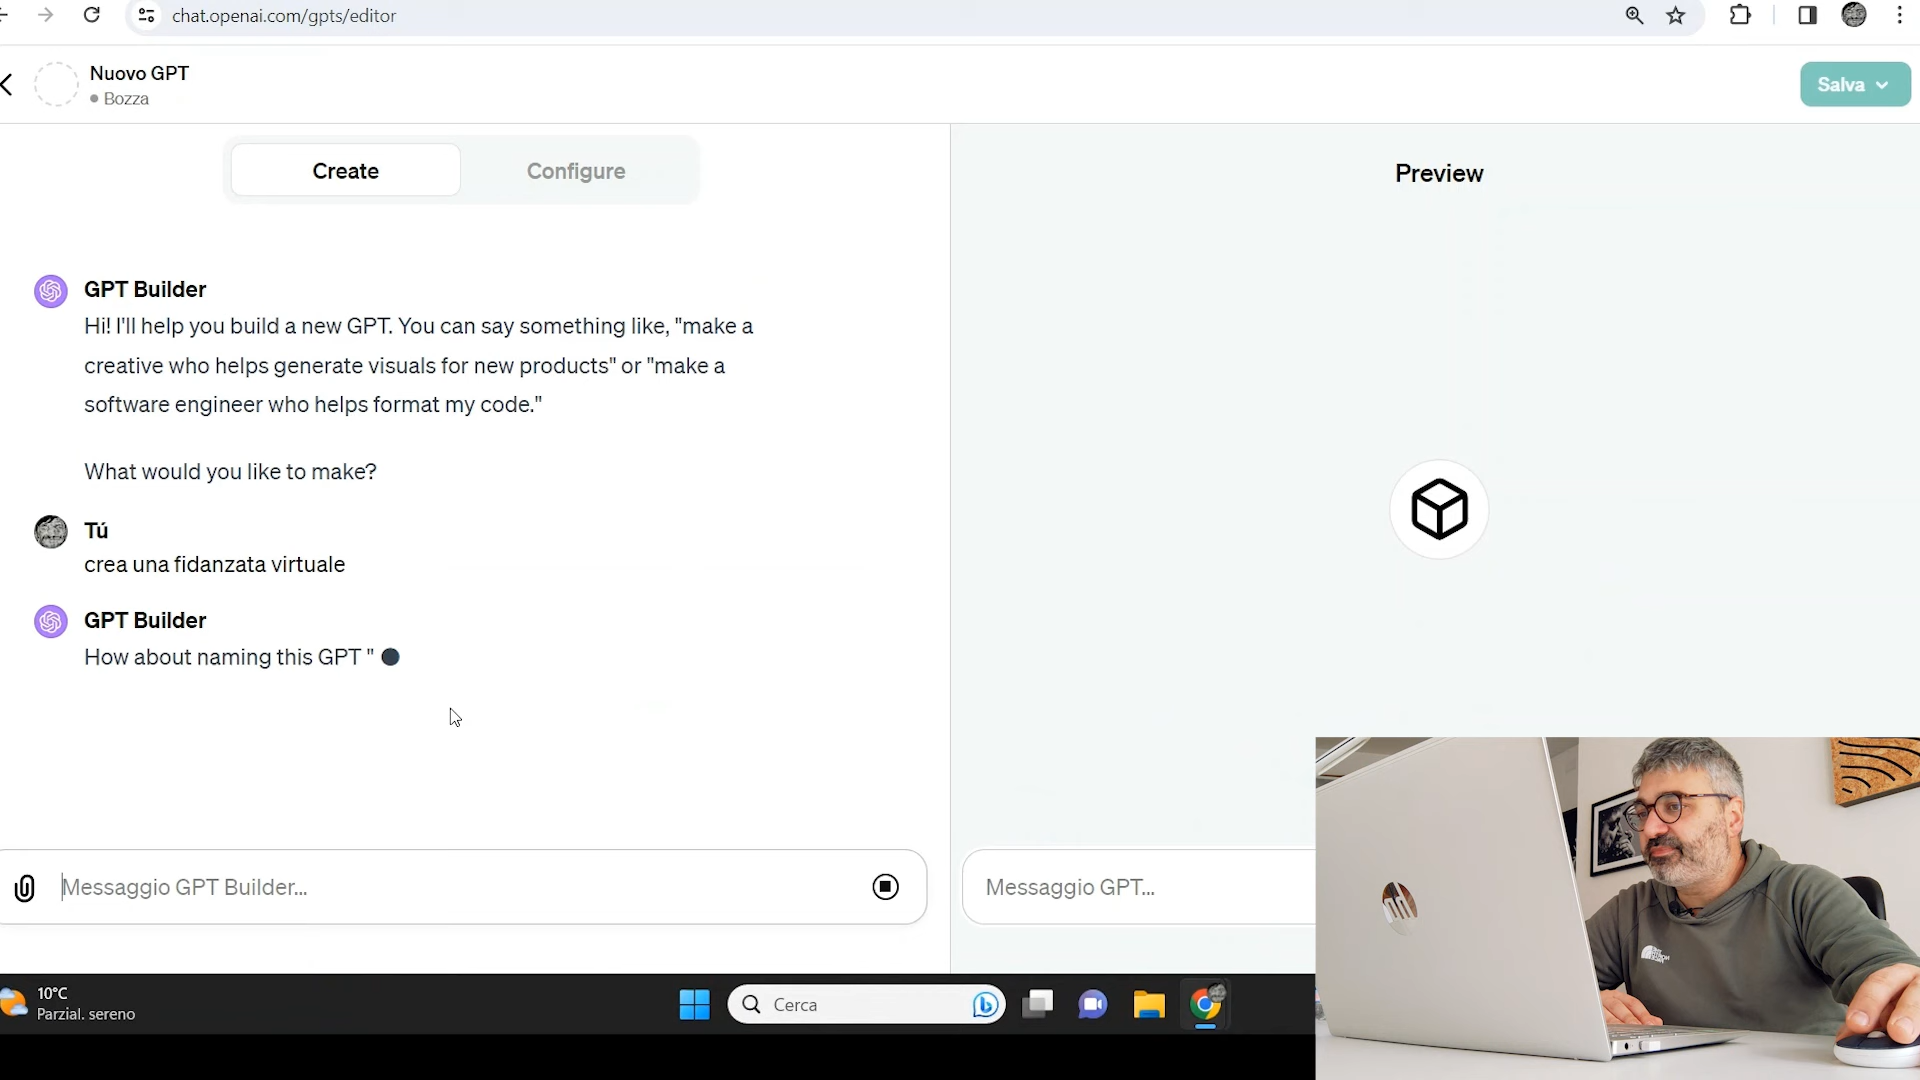 chat.openai.com/gpts/editor
Nuovo GPT
Bozza
Salva
Create
Configure
Preview
GPT Builder
Hi! I'll help you build a new GPT. You can say something like, "make a
creative who helps generate visuals for new products" or "make a
software engineer who helps format my code."
What would you like to make?
Tú
crea una fidanzata virtuale
GPT Builder
How about naming this GPT "
Messaggio GPT Builder...
Messaggio GPT...
10°C
Parzial. sereno
Cerca